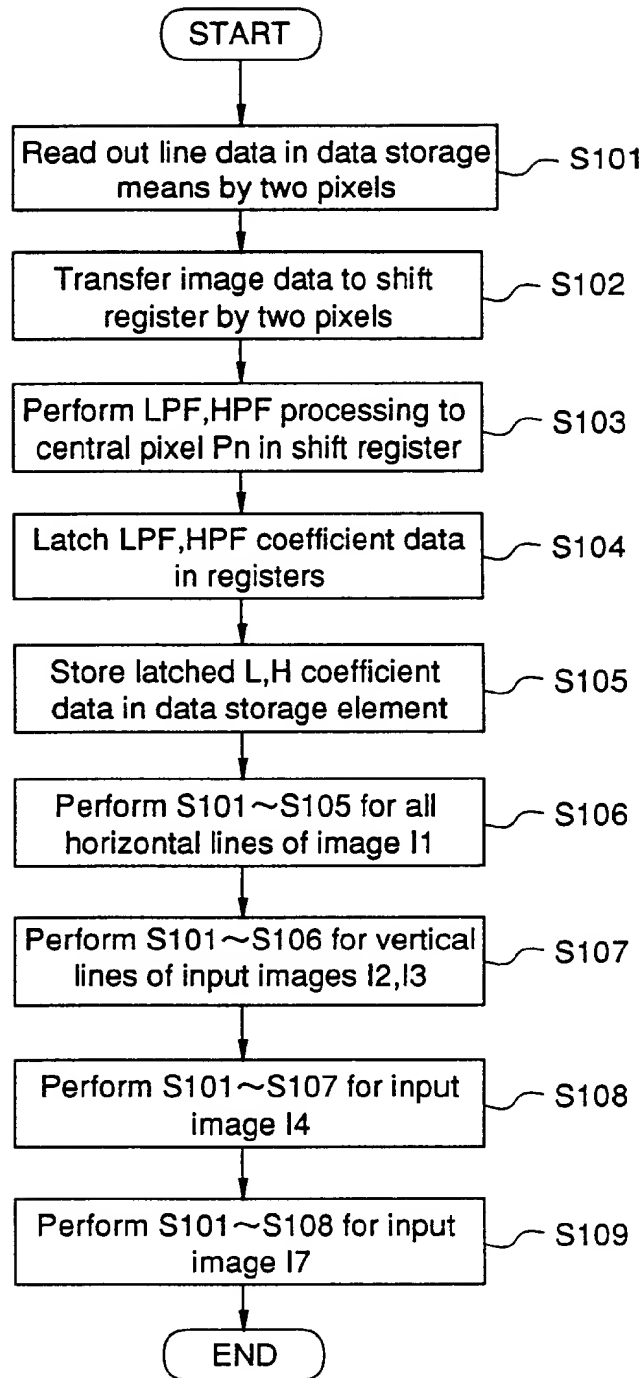 START
Read out line data in data storage
means by two pixels
S101
Transfer image data to shift
register by two pixels
S102
Perform LPF,HPF processing to
central pixel Pn in shift register
S103
Latch LPF,HPF coefficient data
in registers
S104
Store latched L,H coefficient
data in data storage element
S105
Perform S101~S105 for all
horizontal lines of image I1
S106
Perform S101~S106 for vertical
lines of input images I2,I3
S107
Perform S101~S107 for input
image I4
S108
Perform S101~S108 for input
image I7
S109
END